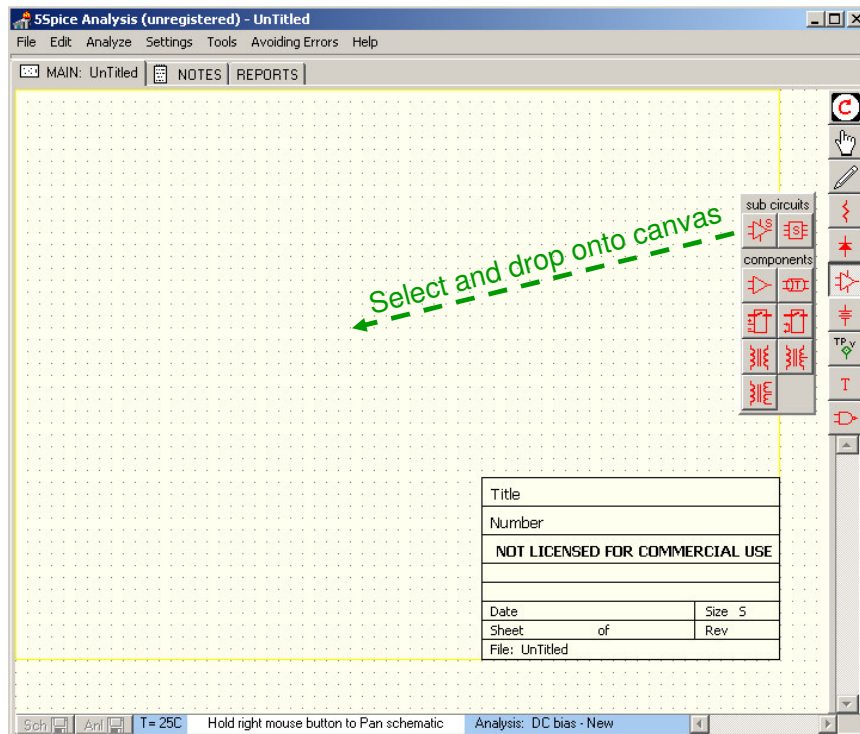 5Spice Analysis (unregistered) - UnTitled
File Edit Analyze Settings Tools Avoiding Errors Help
MAIN: UnTitled NOTES REPORTS
C
sub circuits
S S
Select and drop onto canvas
components
T
TP V
T
Title
Number
NOT LICENSED FOR COMMERCIAL USE
Date Size S
Sheet of Rev
File: UnTitled
Sch Anl T= 25C Hold right mouse button to Pan schematic Analysis: DC bias - New